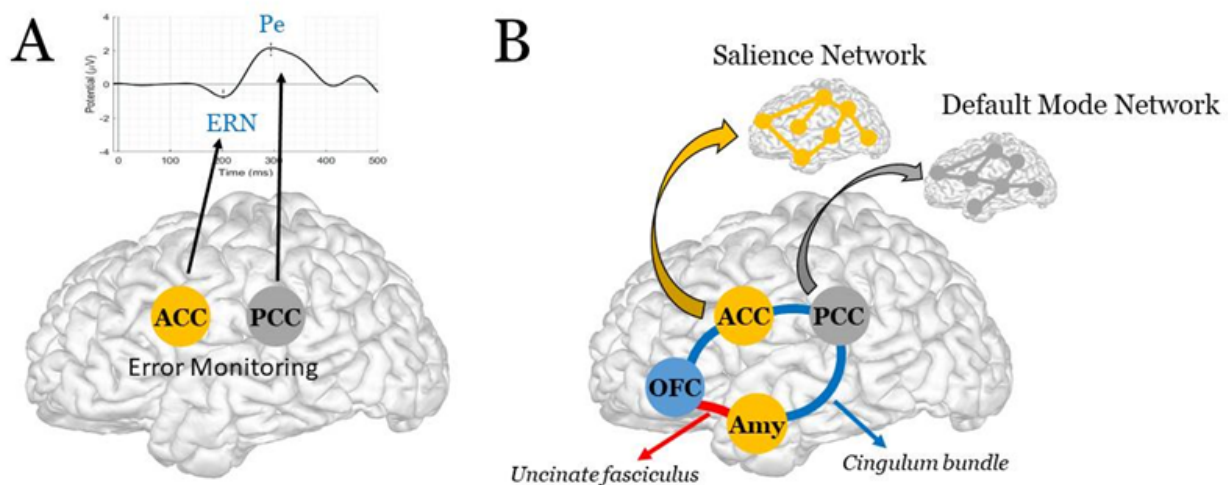 A
Pe
Potential (μV)
4
2
0
-2
-4
ERN
0 100 200 300 400 500
Time (ms)
ACC
PCC
Error Monitoring
B
Salience Network
Default Mode Network
ACC
PCC
OFC
Amy
Uncinate fasciculus
Cingulum bundle